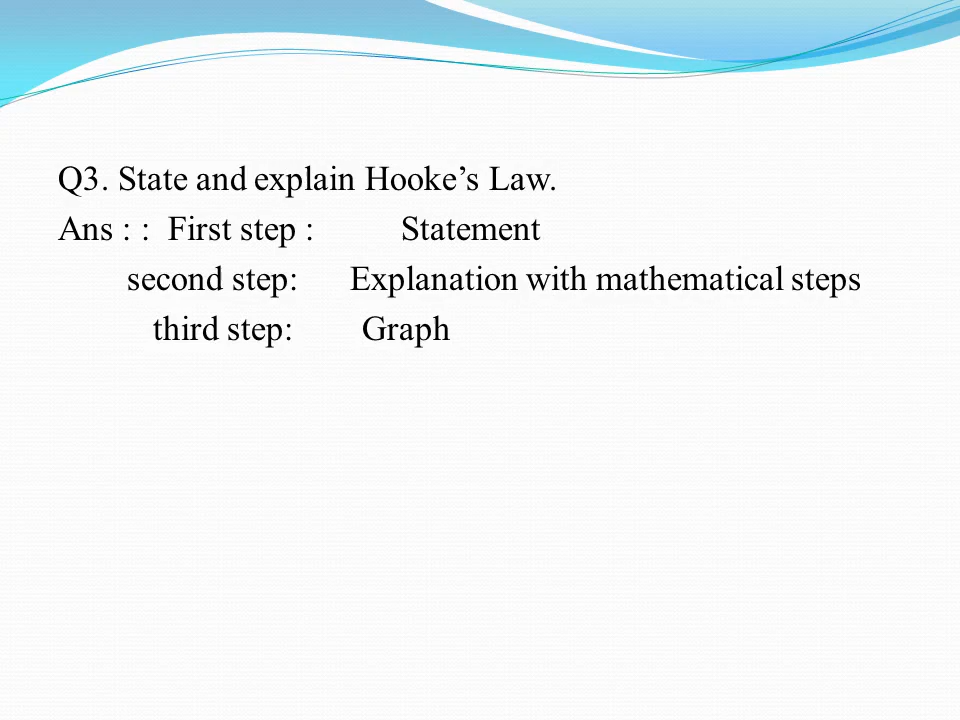 Q3. State and explain Hooke’s Law.
Ans : : First step : Statement
second step: Explanation with mathematical steps
third step: Graph